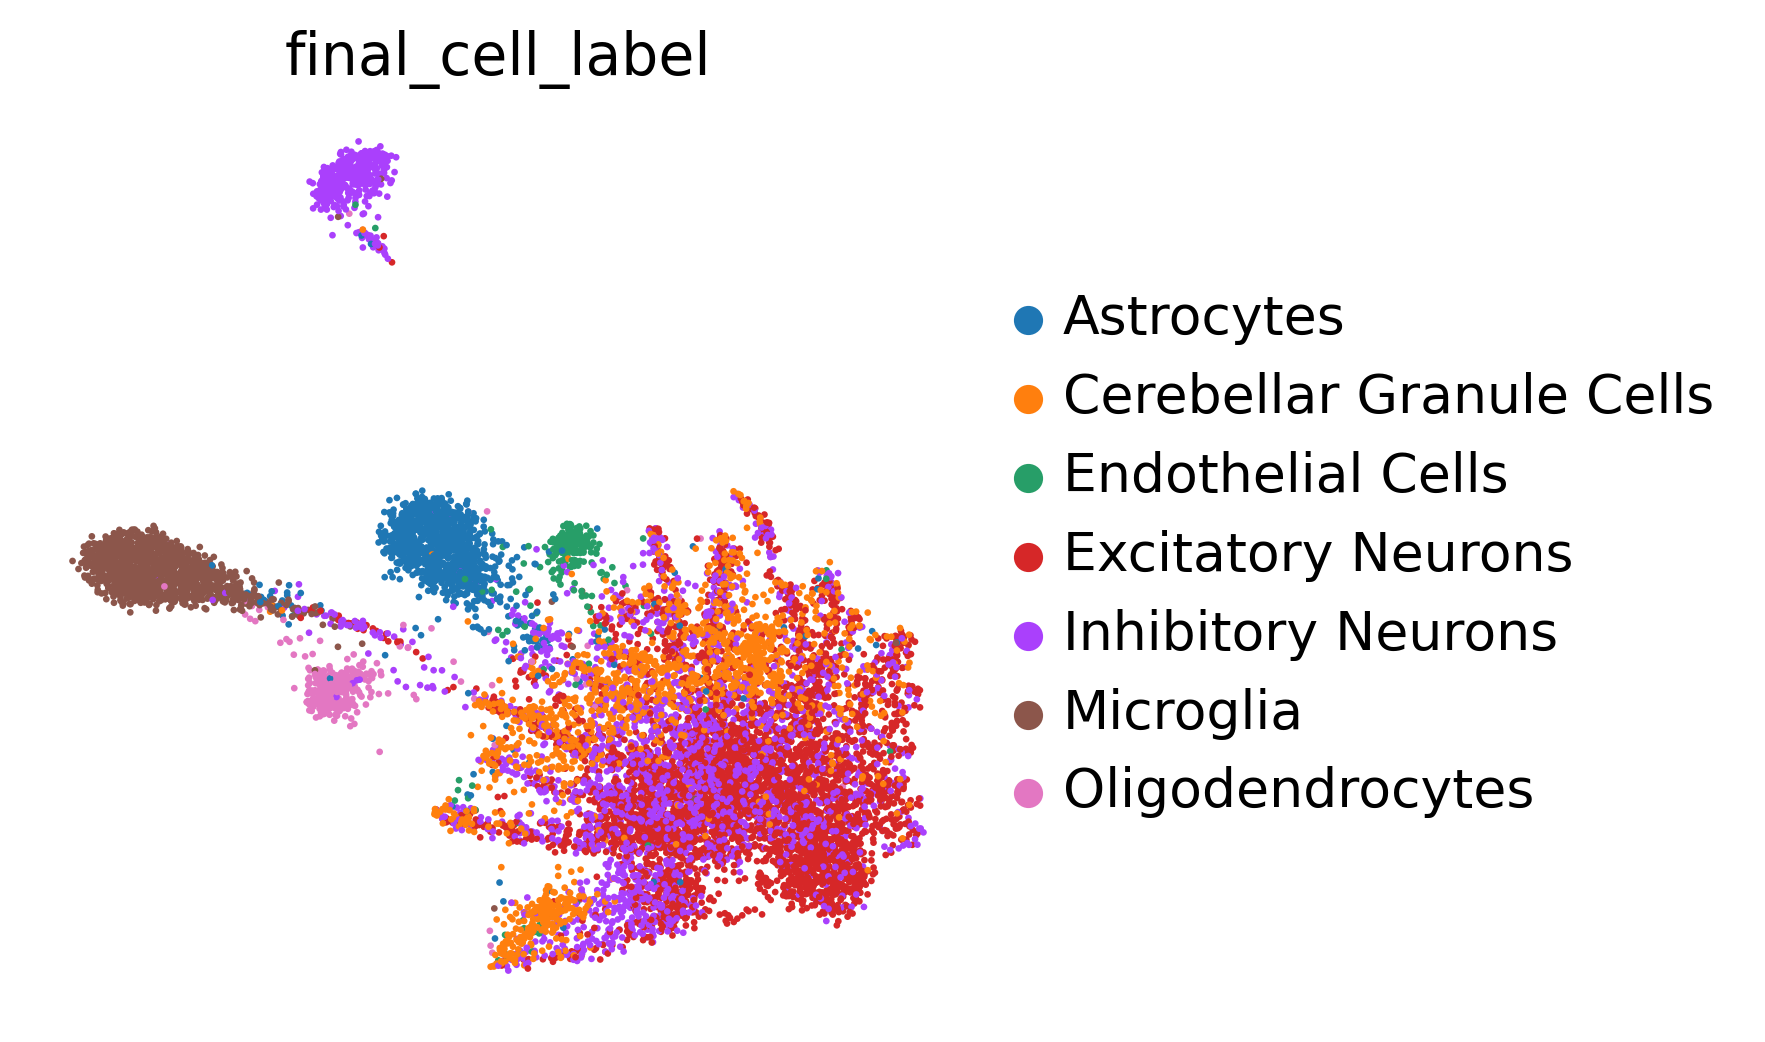 final_cell_label
Astrocytes
Cerebellar Granule Cells
Endothelial Cells
Excitatory Neurons
Inhibitory Neurons
Microglia
Oligodendrocytes